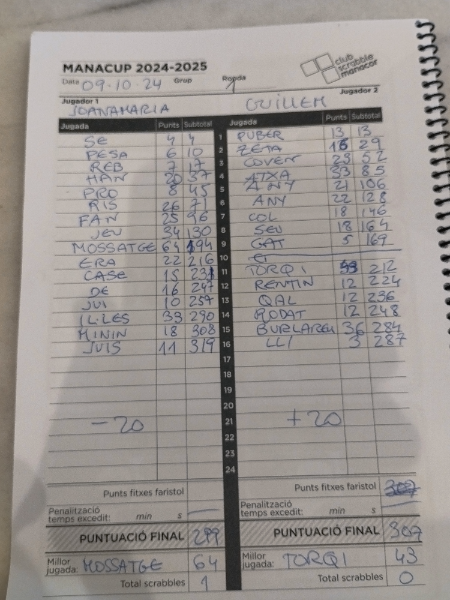 MANACUP 2024-2025
club
scrabble
manacor
Data 09-10-24 Grup Ronda 1
Jugador 1 Jugador 2
JOANAMARIA GUILLEM
Jugada Punts Subtotal Jugada Punts Subtotal
SE 4 4 1 PUBER 13 13
PESA 6 10 2 ZETA 16 29
REB 7 17 3 COVEN 23 52
20 37 4 AIXA 33 85
PRO 8 45 5 ANY 21 106
RIS 26 71 6 ANY 22 128
FAN 25 96 7 COL 18 146
JEU 34 130 8 SEU 18 164
MOSSATGE 64 194 9 GAT 5 169
ERA 22 216 10
CASE 15 231 11 TORQI 212
DE 16 247 12 RENTIN 12 224
JUI 10 257 13 QAL 12 236
IL·LES 33 290 14 RODAT 12 248
MININ 18 308 15 BURLAREU 36 284
JUIS 11 319 16 LLI 3 287
17
18
19
20
-20 21 +20
22
23
24
Punts fitxes faristol Punts fitxes faristol 307
Penalització temps excedit: min s Penalització temps excedit: min s
PUNTUACIÓ FINAL 299 PUNTUACIÓ FINAL 307
Millor jugada: MOSSATGE 64 Millor jugada: TORQI 43
Total scrabbles 1 Total scrabbles 0